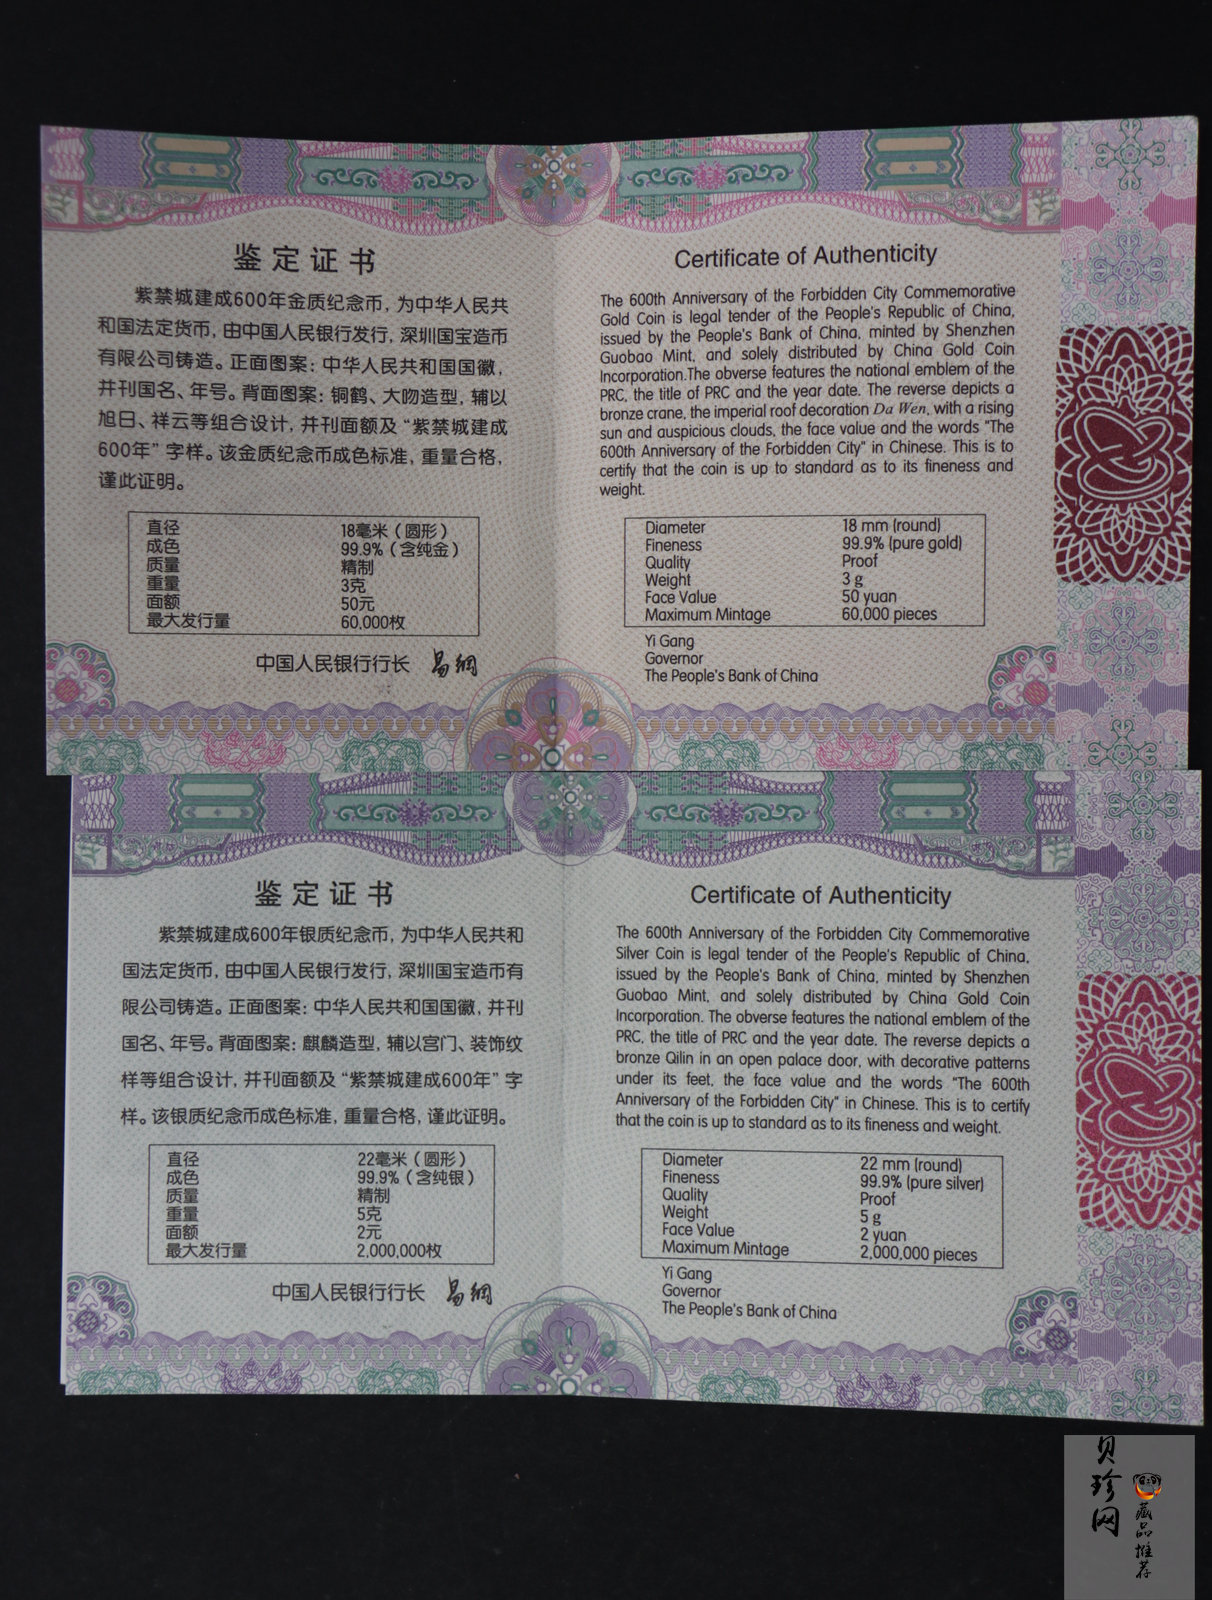 鉴定证书
紫禁城建成600年金质纪念币，为中华人民共
和国法定货币，由中国人民银行发行，深圳国宝造币
有限公司铸造。正面图案：中华人民共和国国徽，
并刊国名、年号。背面图案：铜鹤、大吻造型，辅以
旭日、祥云等组合设计，并刊面额及“紫禁城建成
600年”字样。该金质纪念币成色标准，重量合格，
谨此证明。
直径 18毫米（圆形）
成色 99.9%（含纯金）
质量 精制
重量 3克
面额 50元
最大发行量 60,000枚
中国人民银行行长 易纲
Certificate of Authenticity
The 600th Anniversary of the Forbidden City Commemorative
Gold Coin is legal tender of the People's Republic of China,
issued by the People's Bank of China, minted by Shenzhen
Guobao Mint, and solely distributed by China Gold Coin
Incorporation.The obverse features the national emblem of the
PRC, the title of PRC and the year date. The reverse depicts a
bronze crane, the imperial roof decoration Da Wen, with a rising
sun and auspicious clouds, the face value and the words "The
600th Anniversary of the Forbidden City" in Chinese. This is to
certify that the coin is up to standard as to its fineness and
weight.
Diameter 18 mm (round)
Fineness 99.9% (pure gold)
Quality Proof
Weight 3 g
Face Value 50 yuan
Maximum Mintage 60,000 pieces
Yi Gang
Governor
The People's Bank of China
鉴定证书
紫禁城建成600年银质纪念币，为中华人民共和
国法定货币，由中国人民银行发行，深圳国宝造币有
限公司铸造。正面图案：中华人民共和国国徽，并刊
国名、年号。背面图案：麒麟造型，辅以宫门、装饰纹
样等组合设计，并刊面额及“紫禁城建成600年”字
样。该银质纪念币成色标准，重量合格，谨此证明。
直径 22毫米（圆形）
成色 99.9%（含纯银）
质量 精制
重量 5克
面额 2元
最大发行量 2,000,000枚
中国人民银行行长 易纲
Certificate of Authenticity
The 600th Anniversary of the Forbidden City Commemorative
Silver Coin is legal tender of the People's Republic of China,
issued by the People's Bank of China, minted by Shenzhen
Guobao Mint, and solely distributed by China Gold Coin
Incorporation. The obverse features the national emblem of the
PRC, the title of PRC and the year date. The reverse depicts a
bronze Qilin in an open palace door, with decorative patterns
under its feet, the face value and the words "The 600th
Anniversary of the Forbidden City" in Chinese. This is to certify
that the coin is up to standard as to its fineness and weight.
Diameter 22 mm (round)
Fineness 99.9% (pure silver)
Quality Proof
Weight 5 g
Face Value 2 yuan
Maximum Mintage 2,000,000 pieces
Yi Gang
Governor
The People's Bank of China
贝珍网
藏品推荐